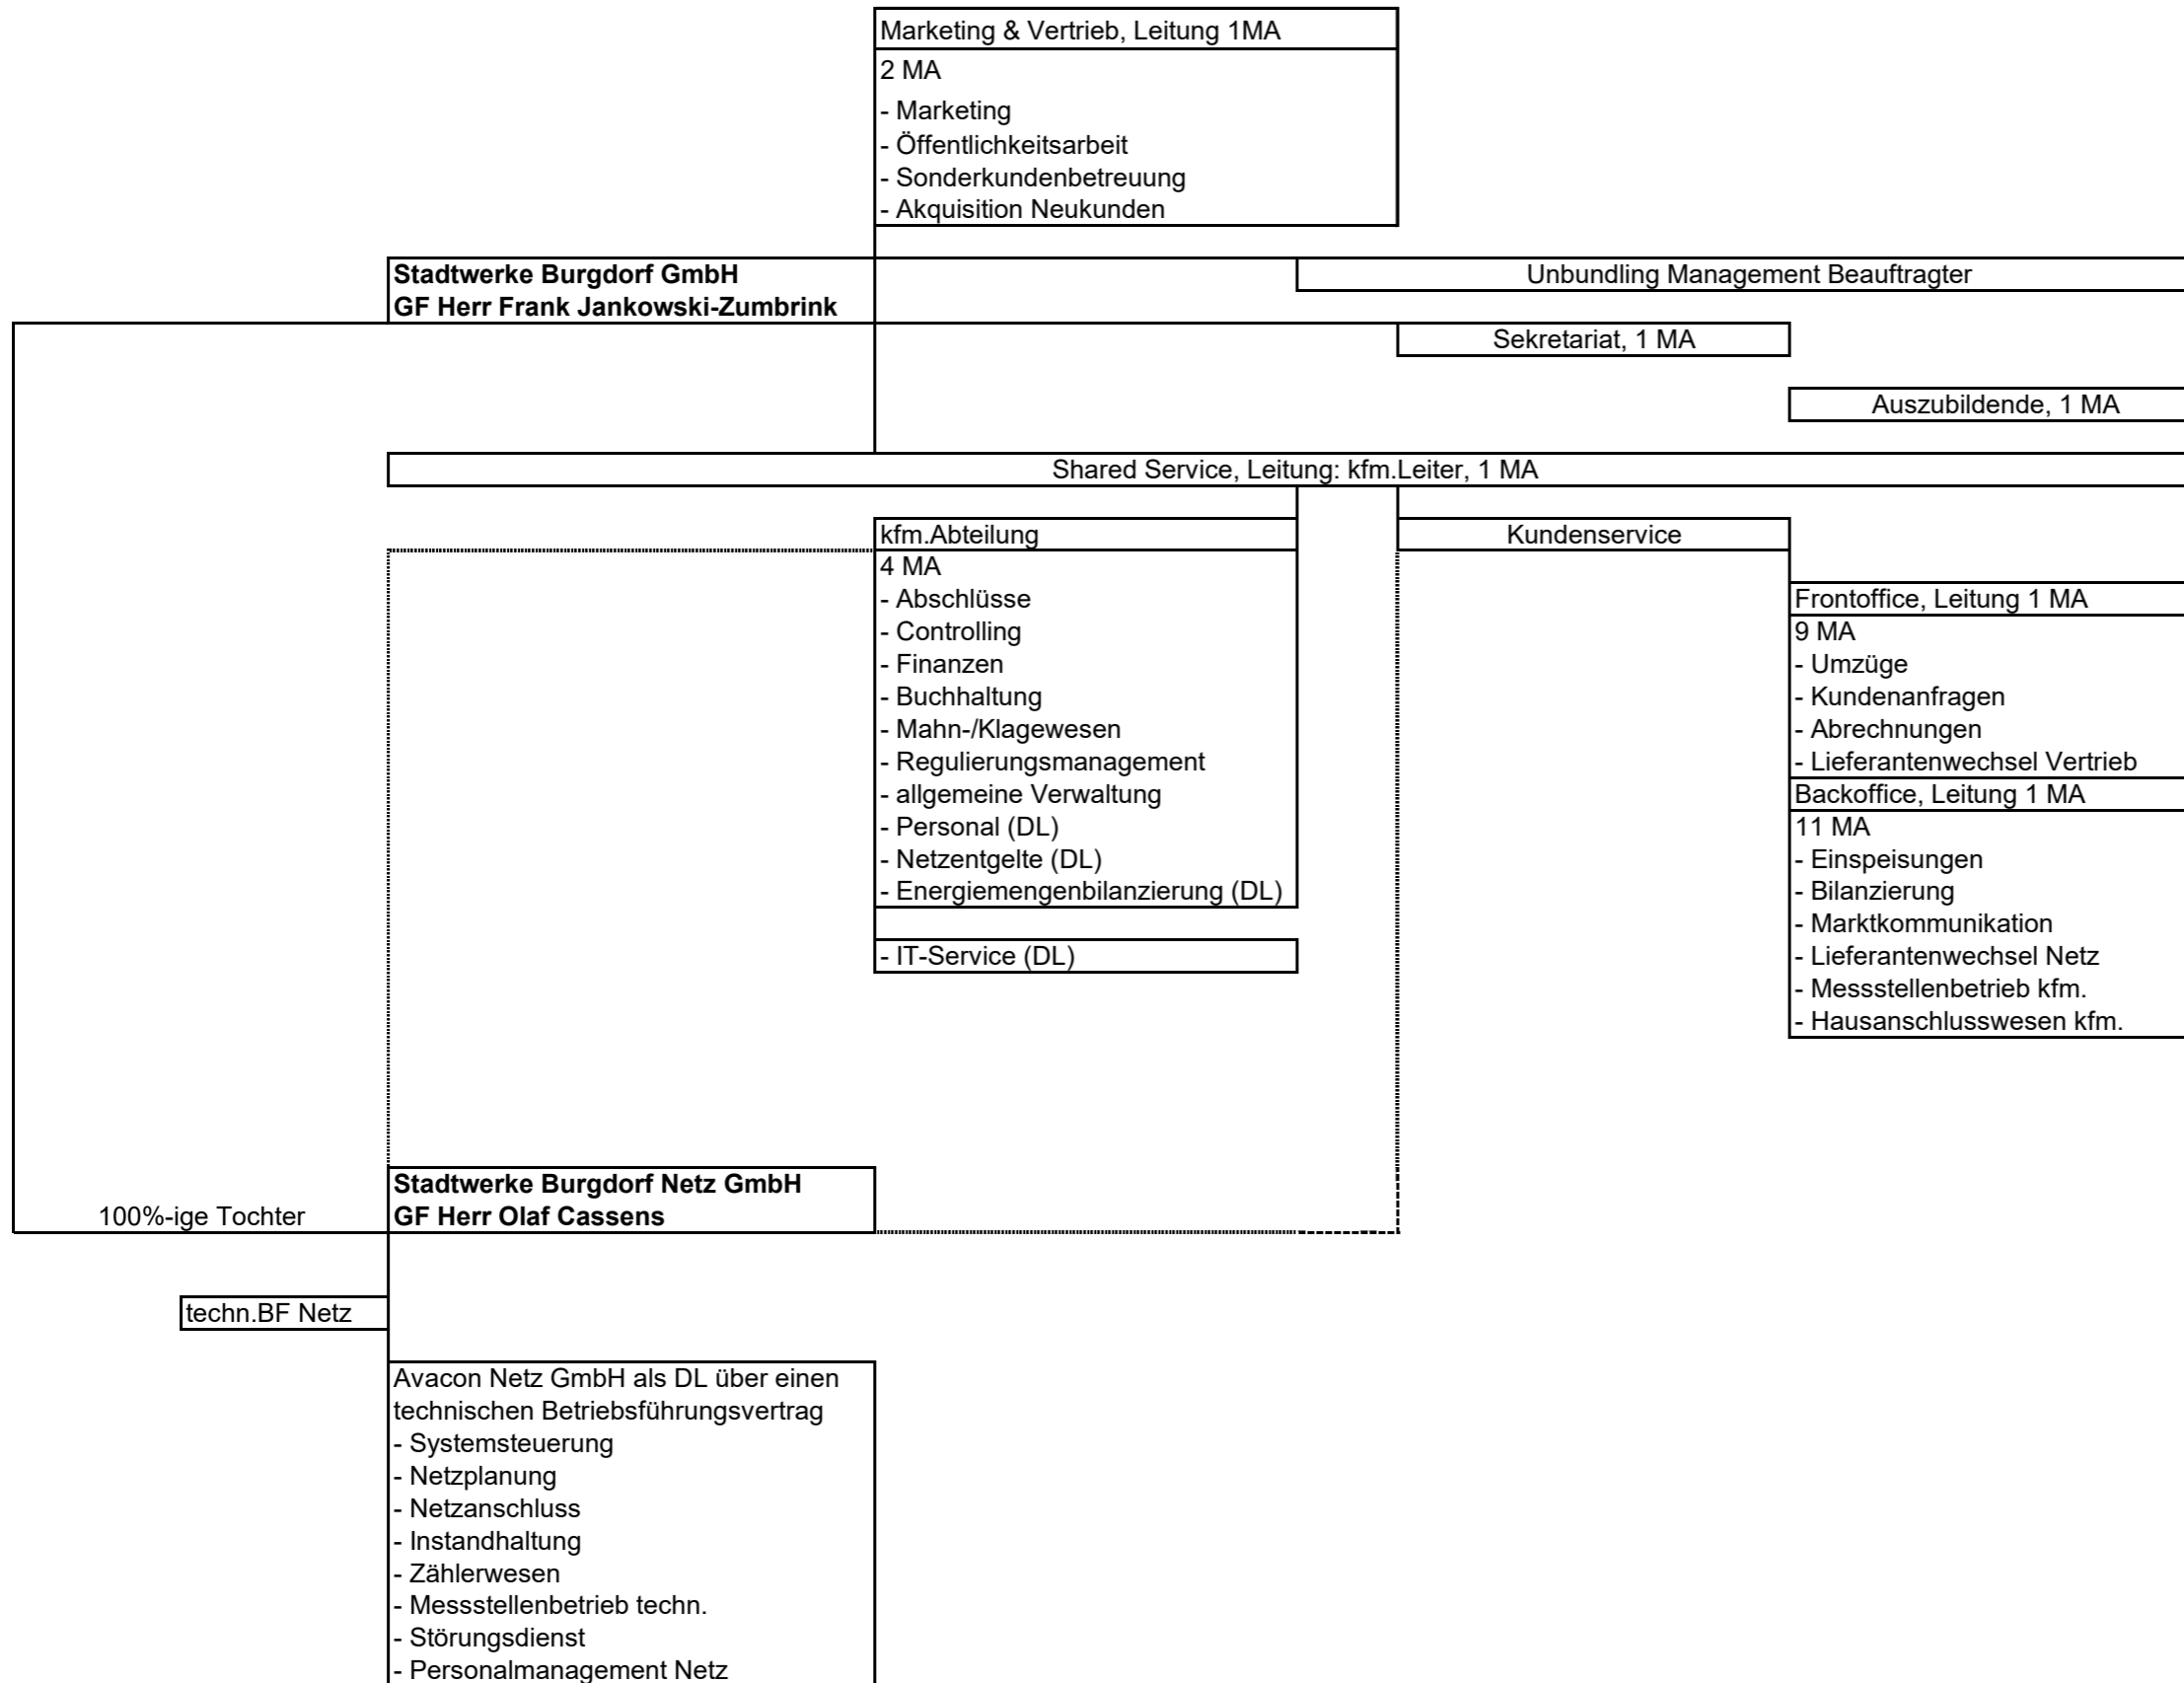 Marketing & Vertrieb, Leitung 1MA
2 MA
- Marketing
- Öffentlichkeitsarbeit
- Sonderkundenbetreuung
- Akquisition Neukunden
Stadtwerke Burgdorf GmbH
GF Herr Frank Jankowski-Zumbrink
Unbundling Management Beauftragter
Sekretariat, 1 MA
Auszubildende, 1 MA
Shared Service, Leitung: kfm.Leiter, 1 MA
kfm.Abteilung
4 MA
- Abschlüsse
- Controlling
- Finanzen
- Buchhaltung
- Mahn-/Klagewesen
- Regulierungsmanagement
- allgemeine Verwaltung
- Personal (DL)
- Netzentgelte (DL)
- Energiemengenbilanzierung (DL)
- IT-Service (DL)
Kundenservice
Frontoffice, Leitung 1 MA
9 MA
- Umzüge
- Kundenanfragen
- Abrechnungen
- Lieferantenwechsel Vertrieb
Backoffice, Leitung 1 MA
11 MA
- Einspeisungen
- Bilanzierung
- Marktkommunikation
- Lieferantenwechsel Netz
- Messstellenbetrieb kfm.
- Hausanschlusswesen kfm.
Stadtwerke Burgdorf Netz GmbH
GF Herr Olaf Cassens
100%-ige Tochter
techn.BF Netz
Avacon Netz GmbH als DL über einen
technischen Betriebsführungsvertrag
- Systemsteuerung
- Netzplanung
- Netzanschluss
- Instandhaltung
- Zählerwesen
- Messstellenbetrieb techn.
- Störungsdienst
- Personalmanagement Netz